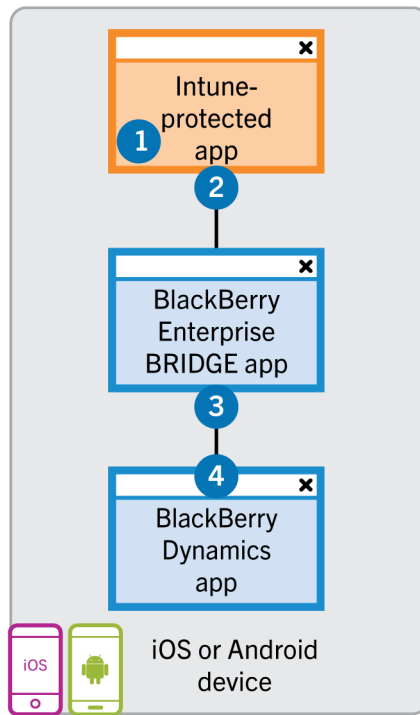 Intune-
protected
1
app
2
BlackBerry
Enterprise
BRIDGE app
3
4
BlackBerry
Dynamics
app
iOS
iOS or Android
device